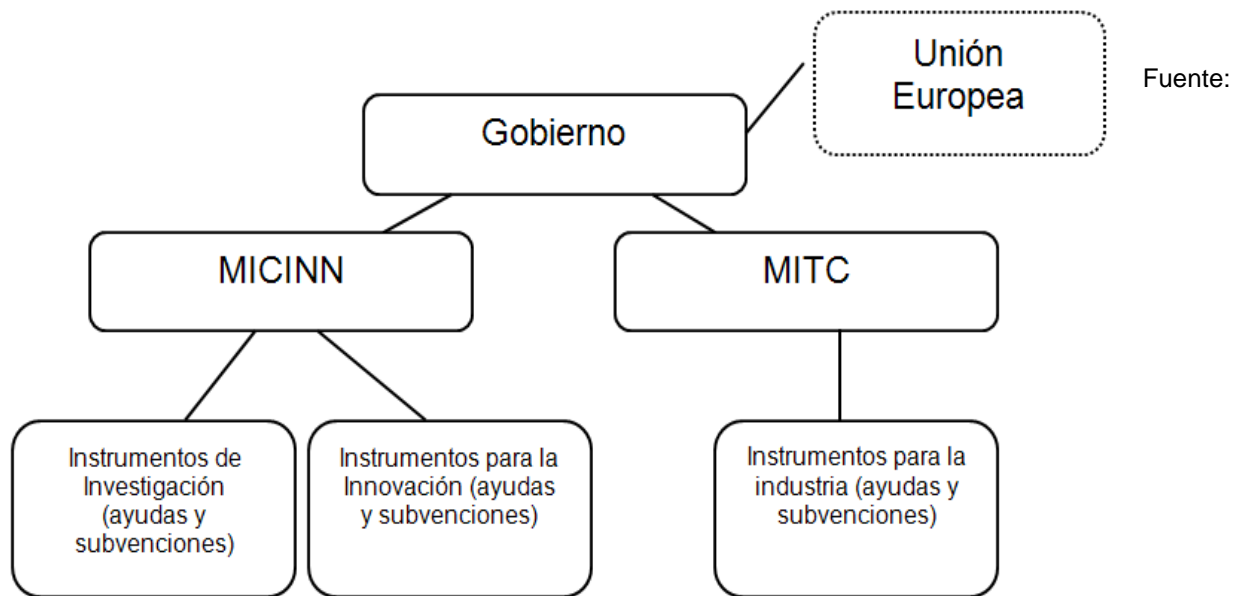 Unión
Europea
Fuente:
Gobierno
MICINN
MITC
Instrumentos de
Investigación
(ayudas y
subvenciones)
Instrumentos para la
Innovación (ayudas
y subvenciones)
Instrumentos para la
industria (ayudas y
subvenciones)